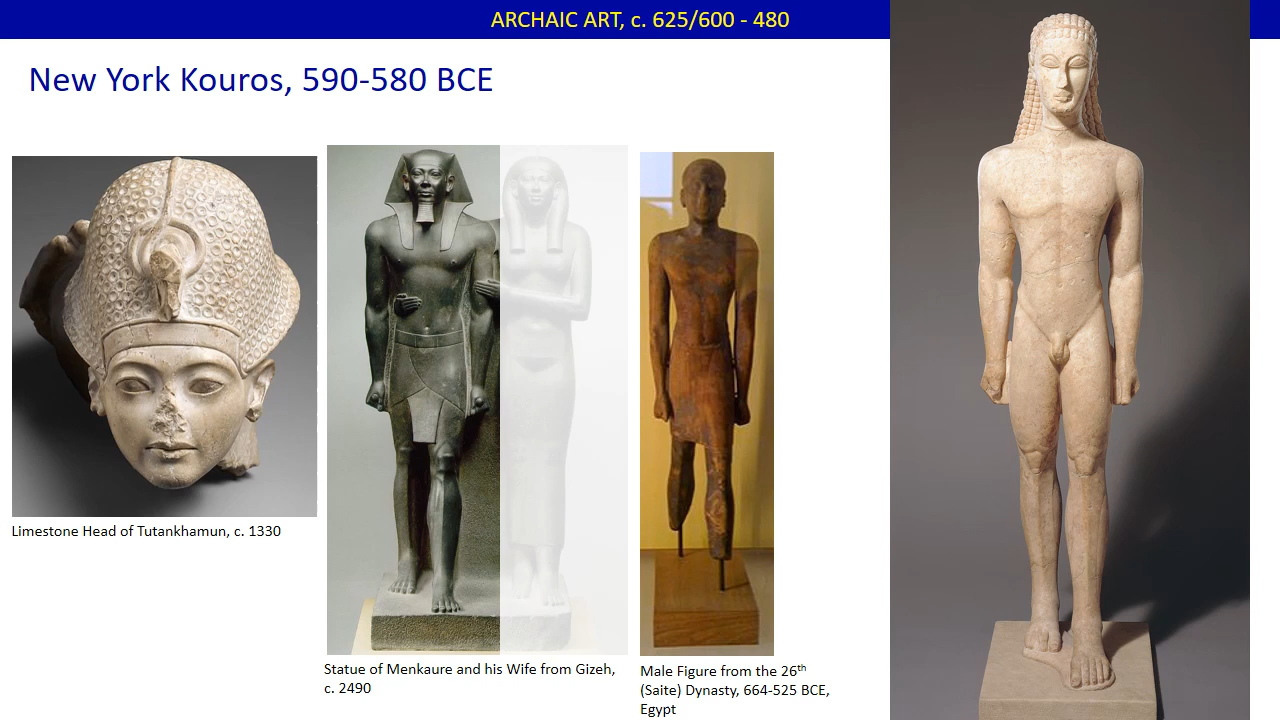 ARCHAIC ART, c. 625/600 - 480
New York Kouros, 590-580 BCE
Limestone Head of Tutankhamun, c. 1330
Statue of Menkaure and his Wife from Gizeh,
c. 2490
Male Figure from the 26th
(Saite) Dynasty, 664-525 BCE,
Egypt